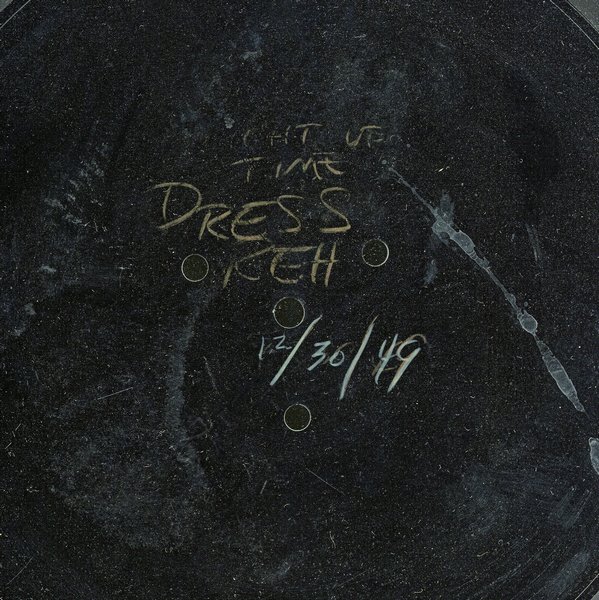 UP
TIME
DRESS
REH
12/30/49